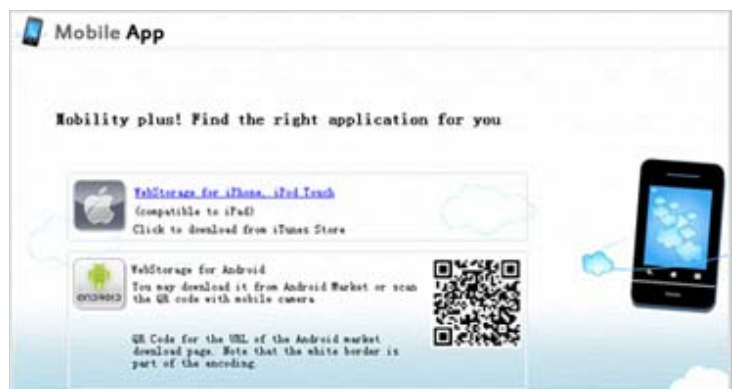 Mobile App
Mobility plus! Find the right application for you
WebStorage for iPhone, iPod Touch
(compatible to iPad)
Click to download from iTunes Store
WebStorage for Android
You may download it from Android Market or scan
the QR code with mobile camera
QR Code for the URL of the Android market
download page. Note that the white border is
part of the encoding.
ANDROID